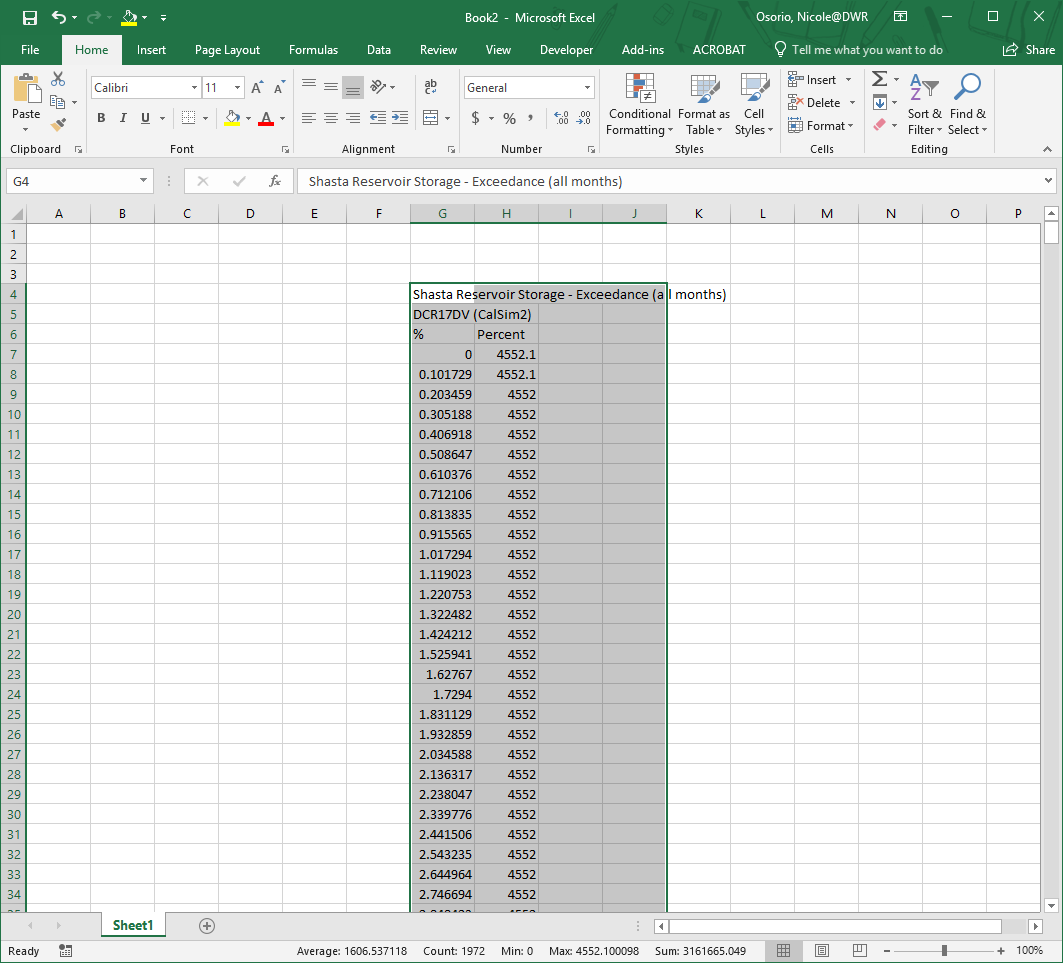 Book2 - Microsoft Excel
Osorio, Nicole@DWR
File Home Insert Page Layout Formulas Data Review View Developer Add-ins ACROBAT Tell me what you want to do Share
Paste
Calibri 11
B I U A
General
$ % ,
Conditional Formatting
Format as Table
Cell Styles
Insert
Delete
Format
Sort & Filter
Find & Select
Clipboard Font Alignment Number Styles Cells Editing
G4 fx Shasta Reservoir Storage - Exceedance (all months)
A B C D E F G H I J K L M N O P
1
2
3
4 Shasta Reservoir Storage - Exceedance (all months)
5 DCR17DV (CalSim2)
6 % Percent
7 0 4552.1
8 0.101729 4552.1
9 0.203459 4552
10 0.305188 4552
11 0.406918 4552
12 0.508647 4552
13 0.610376 4552
14 0.712106 4552
15 0.813835 4552
16 0.915565 4552
17 1.017294 4552
18 1.119023 4552
19 1.220753 4552
20 1.322482 4552
21 1.424212 4552
22 1.525941 4552
23 1.62767 4552
24 1.7294 4552
25 1.831129 4552
26 1.932859 4552
27 2.034588 4552
28 2.136317 4552
29 2.238047 4552
30 2.339776 4552
31 2.441506 4552
32 2.543235 4552
33 2.644964 4552
34 2.746694 4552
Sheet1
Ready Average: 1606.537118 Count: 1972 Min: 0 Max: 4552.100098 Sum: 3161665.049 100%